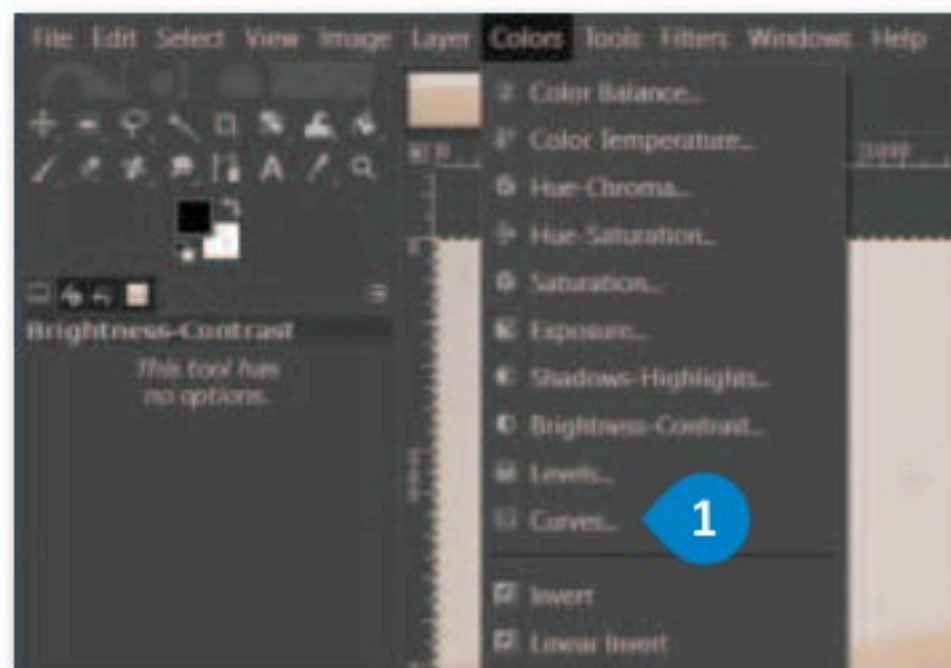 File Edit Select View Image Layer Colors Tools Filters Windows Help
Color Balance...
Color Temperature...
Hue-Chroma...
Hue-Saturation...
Saturation...
Exposure...
Shadows-Highlights...
Brightness-Contrast...
Levels...
Curves...
1
Invert
Linear Invert
Brightness-Contrast
This tool has
no options.